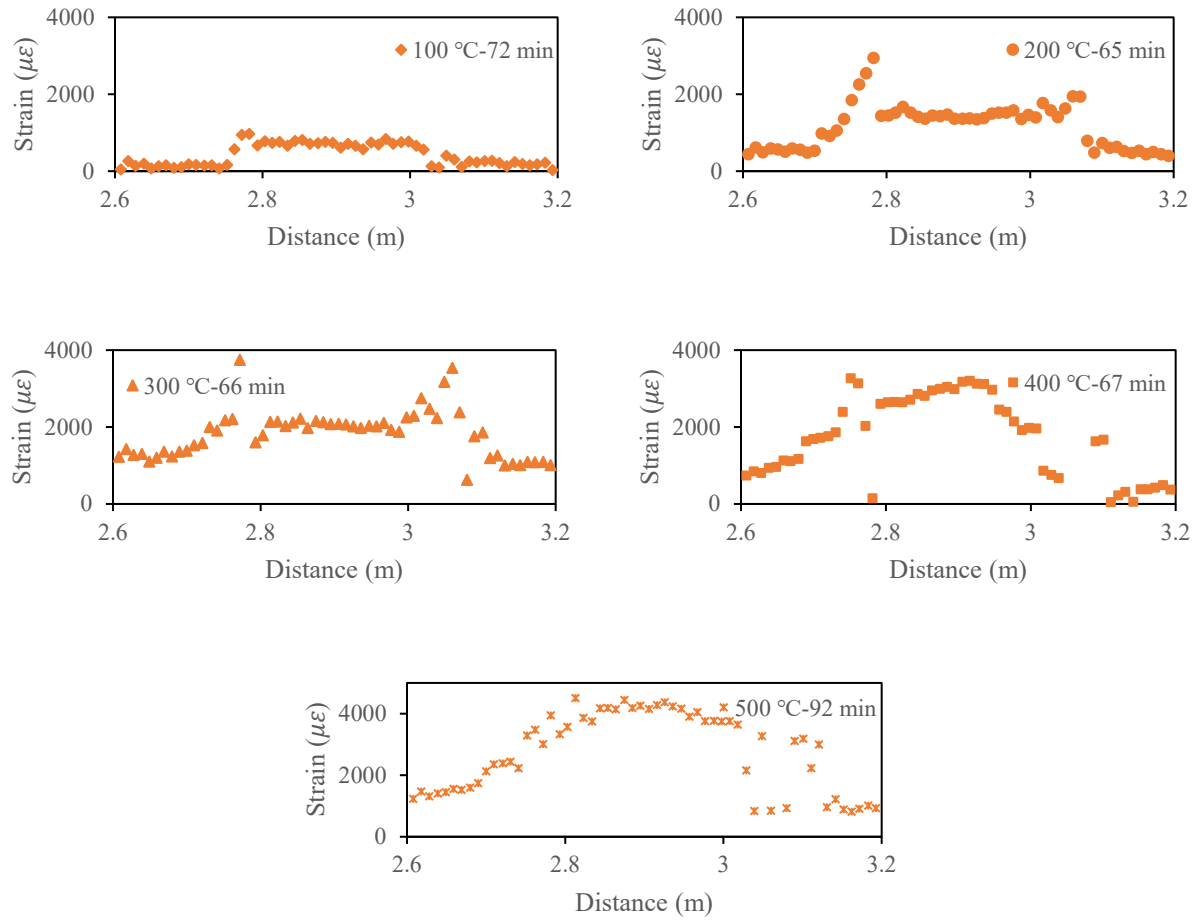 4000
2000
0
Strain (με)
100 ℃-72 min
2.6 2.8 3 3.2
Distance (m)
4000
2000
0
Strain (με)
200 ℃-65 min
2.6 2.8 3 3.2
Distance (m)
4000
2000
0
Strain (με)
300 ℃-66 min
2.6 2.8 3 3.2
Distance (m)
4000
2000
0
Strain (με)
400 ℃-67 min
2.6 2.8 3 3.2
Distance (m)
4000
2000
0
Strain (με)
500 ℃-92 min
2.6 2.8 3 3.2
Distance (m)